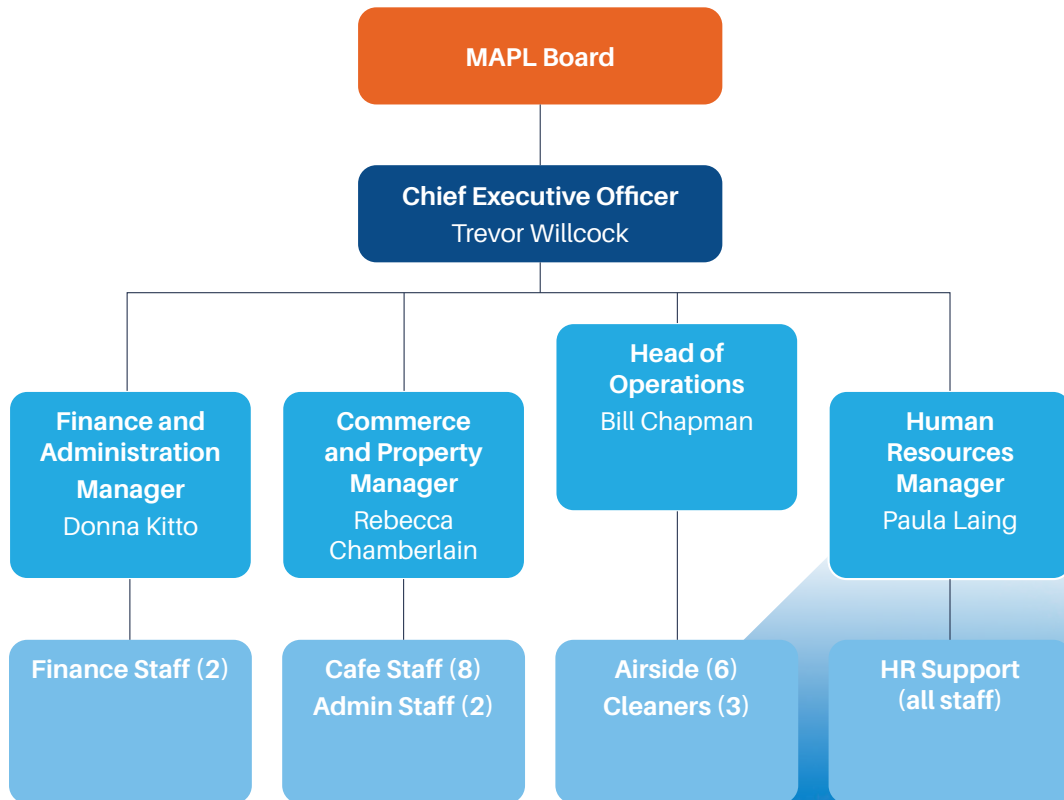 MAPL Board
Chief Executive Officer
Trevor Willcock
Head of
Operations
Bill Chapman
Finance and
Administration
Manager
Donna Kitto
Commerce
and Property
Manager
Rebecca
Chamberlain
Human
Resources
Manager
Paula Laing
Finance Staff (2)
Cafe Staff (8)
Admin Staff (2)
Airside (6)
Cleaners (3)
HR Support
(all staff)